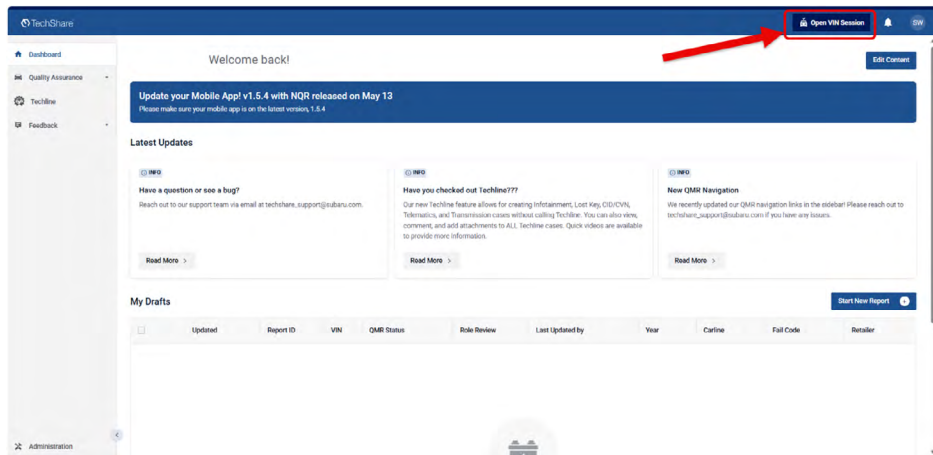 TechShare
Open VIN Session
SW
Dashboard
Quality Assurance
Techline
Feedback
Administration
Welcome back!
Edit Content
Update your Mobile App! v1.5.4 with NQR released on May 13
Please make sure your mobile app is on the latest version, 1.5.4
Latest Updates
INFO
Have a question or see a bug?
Reach out to our support team via email at techshare_support@subaru.com.
Read More >
INFO
Have you checked out Techline???
Our new Techline feature allows for creating Infotainment, Lost Key, CID/CVN,
Telematics, and Transmission cases without calling Techline. You can also view,
comment, and add attachments to ALL Techline cases. Quick videos are available
to provide more information.
Read More >
INFO
New QMR Navigation
We recently updated our QMR navigation links in the sidebar! Please reach out to
techshare_support@subaru.com if you have any issues.
Read More >
My Drafts
Start New Report
Updated Report ID VIN QMR Status Role Review Last Updated by Year Carline Fail Code Retailer